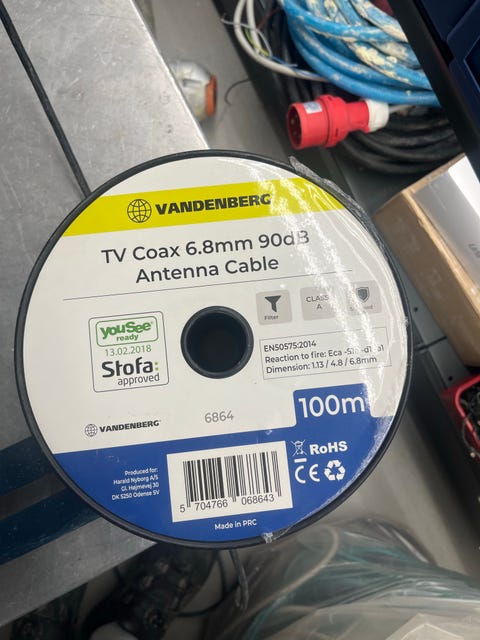 VANDENBERG
TV Coax 6.8mm 90dB
Antenna Cable
Filter
CLASS
A
youSee
ready
13.02.2018
Stofa:
approved
EN50575:2014
Reaction to fire: Eca
Dimension: 1.13 / 4.8 / 6.8mm
100m
6864
VANDENBERG
Produced for:
Harald Nyborg A/S
Gl. Højmevej 30
DK 5250 Odense SV
5 704766 068643
RoHS
CE
Made in PRC